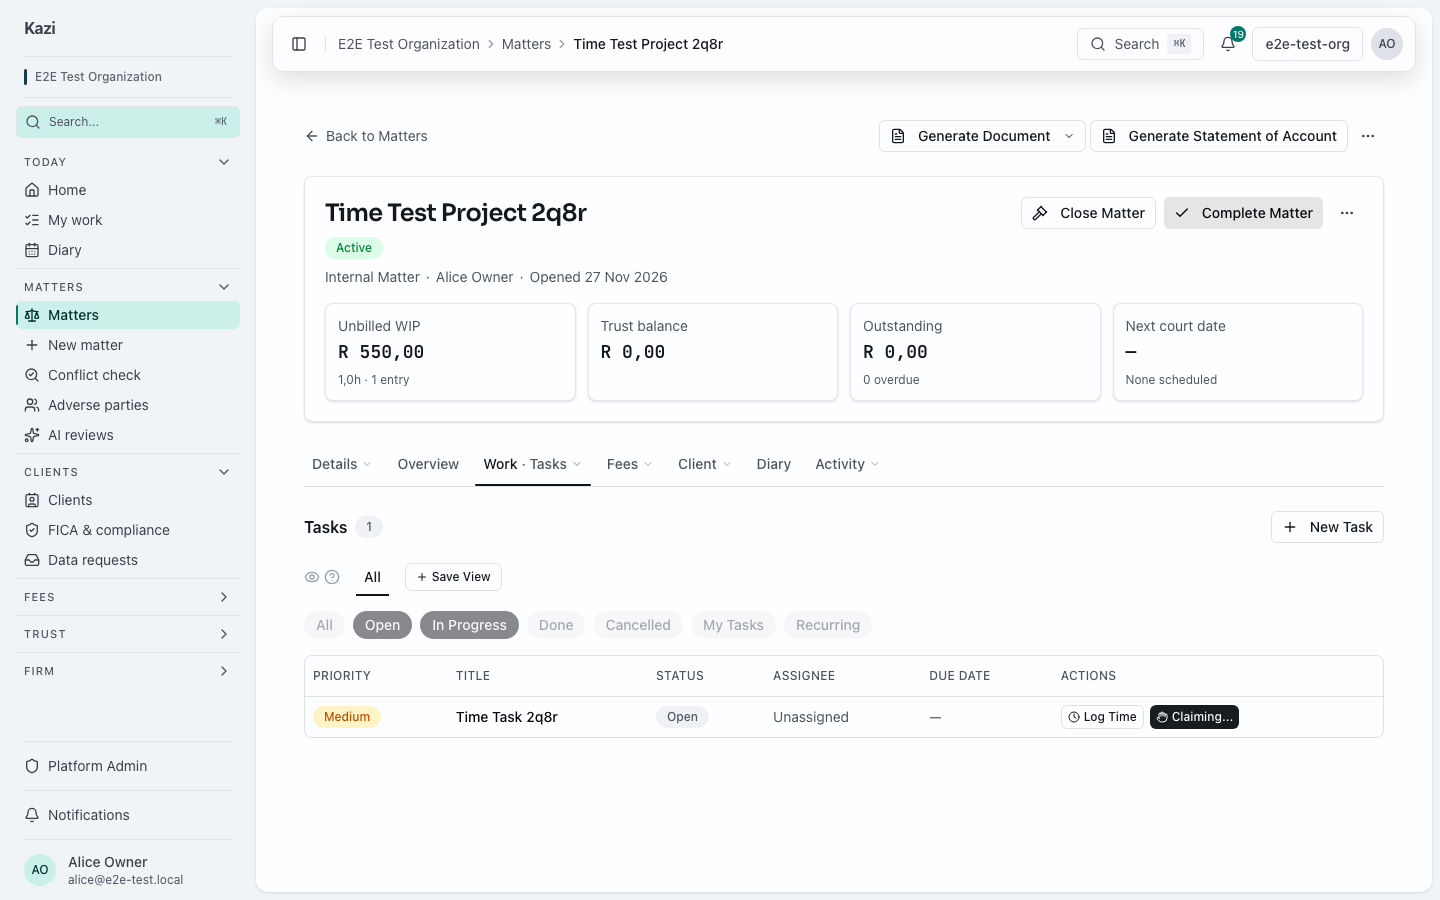 Kazi
E2E Test Organization
Search...
⌘K
TODAY
Home
My work
Diary
MATTERS
Matters
New matter
Conflict check
Adverse parties
AI reviews
CLIENTS
Clients
FICA & compliance
Data requests
FEES
TRUST
FIRM
Platform Admin
Notifications
AO
Alice Owner
alice@e2e-test.local
E2E Test Organization
Matters
Time Test Project 2q8r
Search ⌘K
19
e2e-test-org
AO
Back to Matters
Generate Document
Generate Statement of Account
Time Test Project 2q8r
Close Matter
Complete Matter
Active
Internal Matter · Alice Owner · Opened 27 Nov 2026
Unbilled WIP
R 550,00
1,0h · 1 entry
Trust balance
R 0,00
Outstanding
R 0,00
0 overdue
Next court date
—
None scheduled
Details
Overview
Work · Tasks
Fees
Client
Diary
Activity
Tasks 1
New Task
All
Save View
All
Open
In Progress
Done
Cancelled
My Tasks
Recurring
PRIORITY TITLE STATUS ASSIGNEE DUE DATE ACTIONS
Medium Time Task 2q8r Open Unassigned — Log Time Claiming...